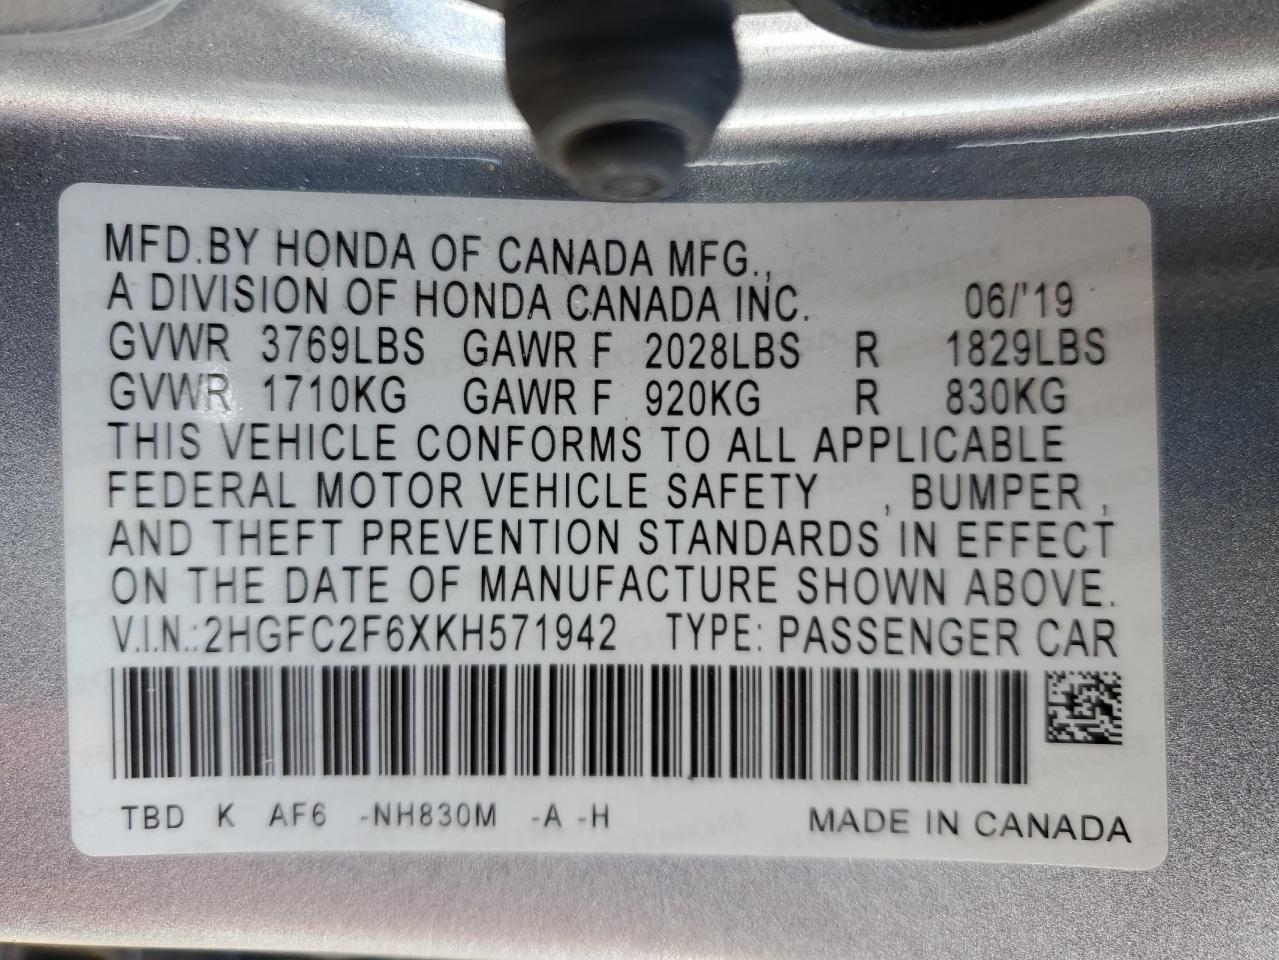 MFD.BY HONDA OF CANADA MFG.,
A DIVISION OF HONDA CANADA INC. 06/'19
GVWR 3769LBS GAWR F 2028LBS R 1829LBS
GVWR 1710KG GAWR F 920KG R 830KG
THIS VEHICLE CONFORMS TO ALL APPLICABLE
FEDERAL MOTOR VEHICLE SAFETY , BUMPER ,
AND THEFT PREVENTION STANDARDS IN EFFECT
ON THE DATE OF MANUFACTURE SHOWN ABOVE.
V.I.N.:2HGFC2F6XKH571942 TYPE: PASSENGER CAR
TBD K AF6 -NH830M -A -H MADE IN CANADA